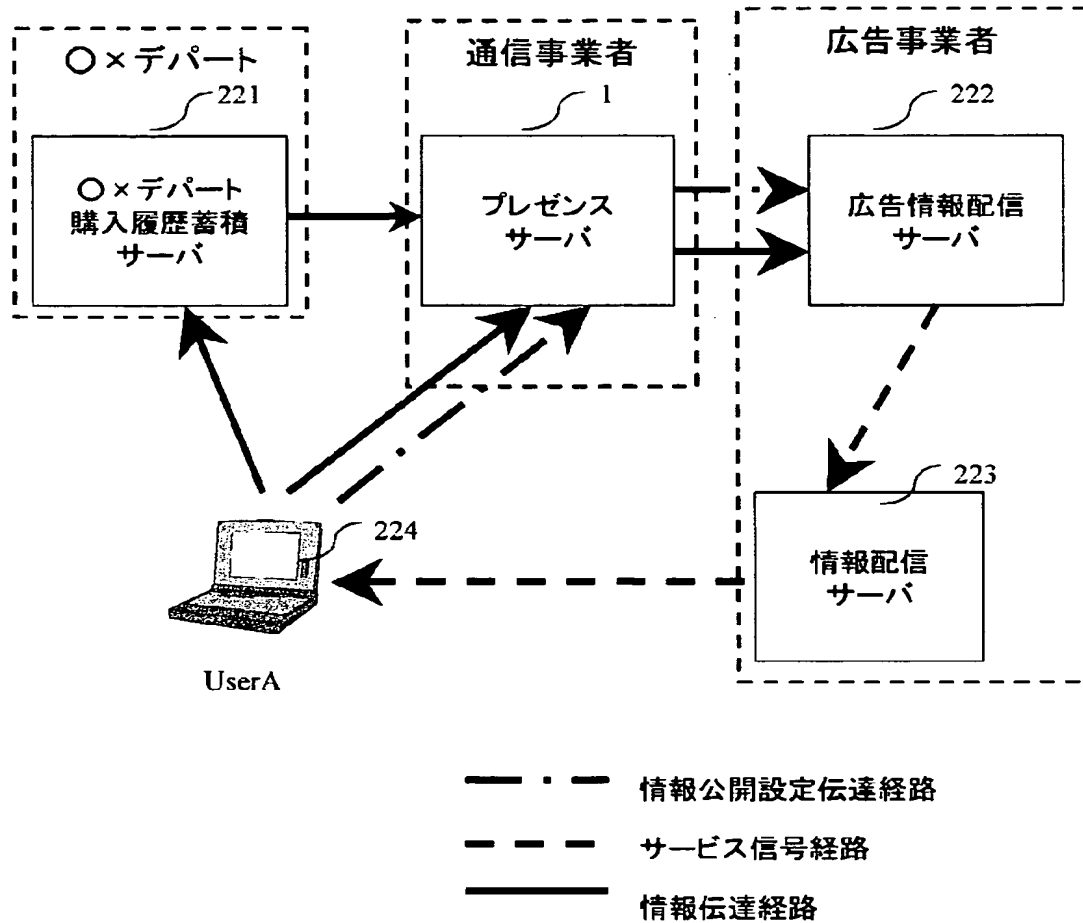 ○×デパート
221
○×デパート
購入履歴蓄積
サーバ
通信事業者
1
プレゼンス
サーバ
広告事業者
222
広告情報配信
サーバ
223
情報配信
サーバ
224
UserA
情報公開設定伝達経路
サービス信号経路
情報伝達経路